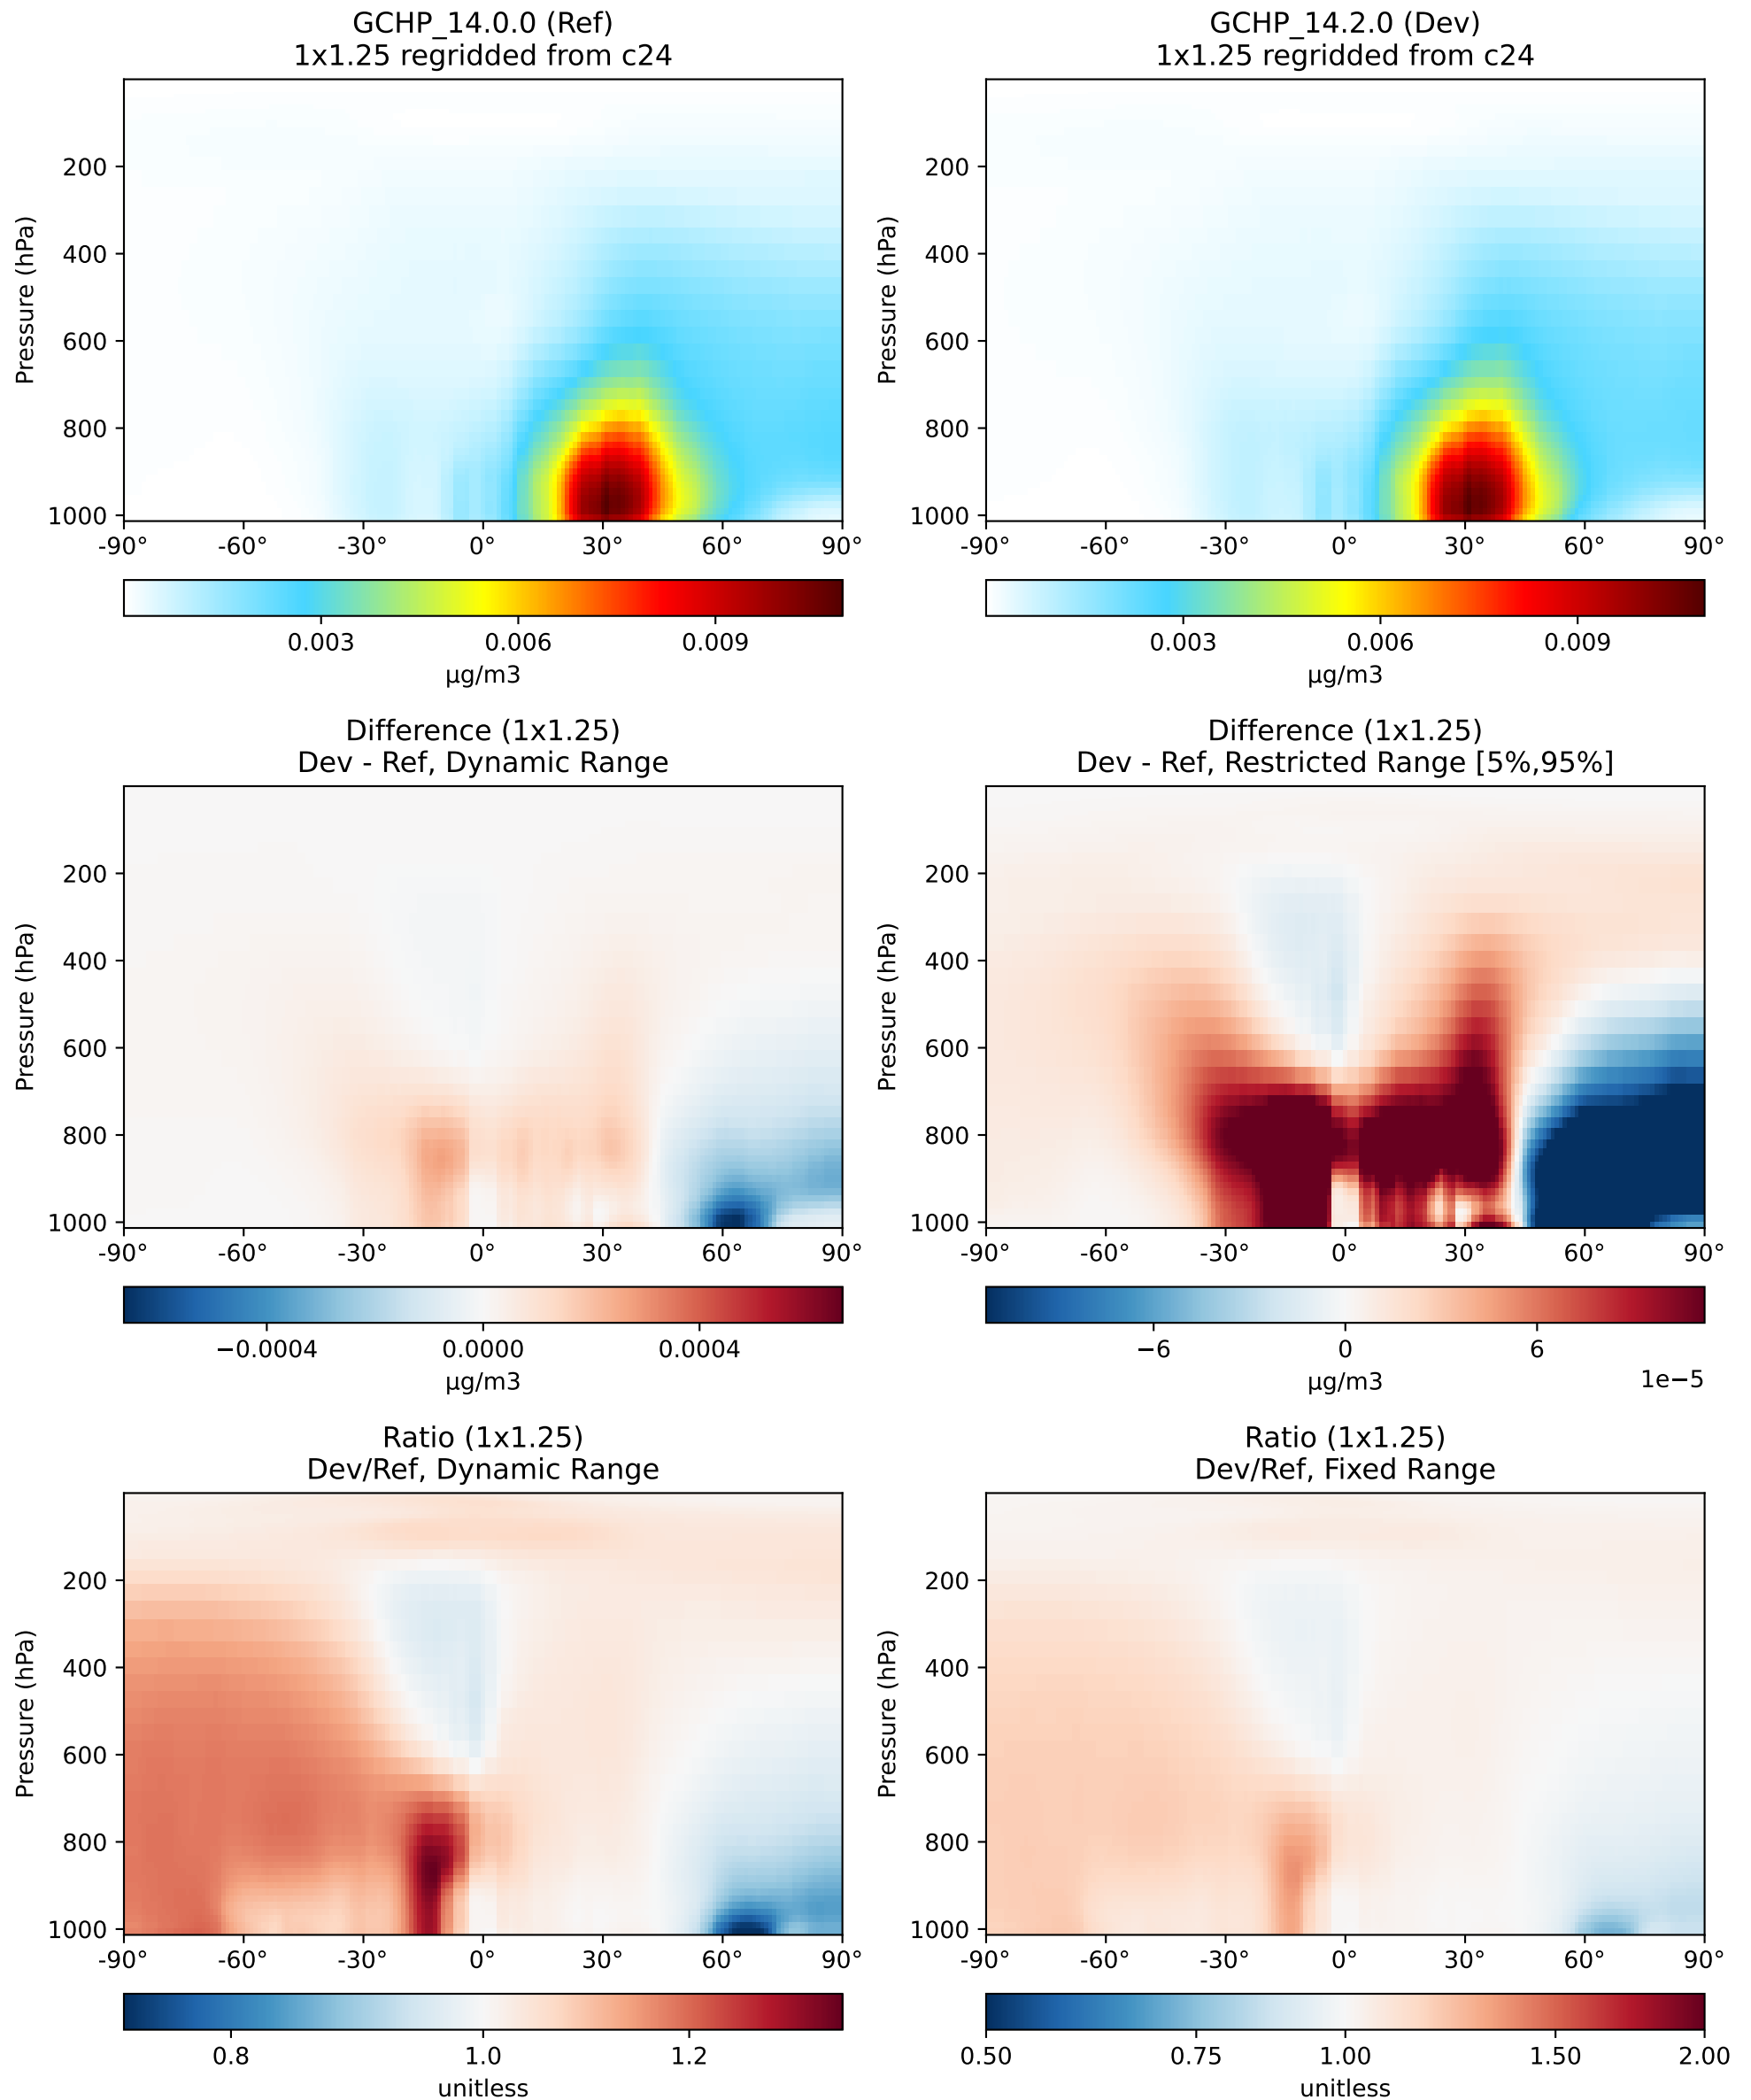 GCHP_14.0.0 (Ref)
1x1.25 regridded from c24
Pressure (hPa)
200
400
600
800
1000
-90° -60° -30° 0° 30° 60° 90°
0.003 0.006 0.009
µg/m3
GCHP_14.2.0 (Dev)
1x1.25 regridded from c24
Pressure (hPa)
200
400
600
800
1000
-90° -60° -30° 0° 30° 60° 90°
0.003 0.006 0.009
µg/m3
Difference (1x1.25)
Dev - Ref, Dynamic Range
Pressure (hPa)
200
400
600
800
1000
-90° -60° -30° 0° 30° 60° 90°
−0.0004 0.0000 0.0004
µg/m3
Difference (1x1.25)
Dev - Ref, Restricted Range [5%,95%]
Pressure (hPa)
200
400
600
800
1000
-90° -60° -30° 0° 30° 60° 90°
−6 0 6
1e−5
µg/m3
Ratio (1x1.25)
Dev/Ref, Dynamic Range
Pressure (hPa)
200
400
600
800
1000
-90° -60° -30° 0° 30° 60° 90°
0.8 1.0 1.2
unitless
Ratio (1x1.25)
Dev/Ref, Fixed Range
Pressure (hPa)
200
400
600
800
1000
-90° -60° -30° 0° 30° 60° 90°
0.50 0.75 1.00 1.50 2.00
unitless